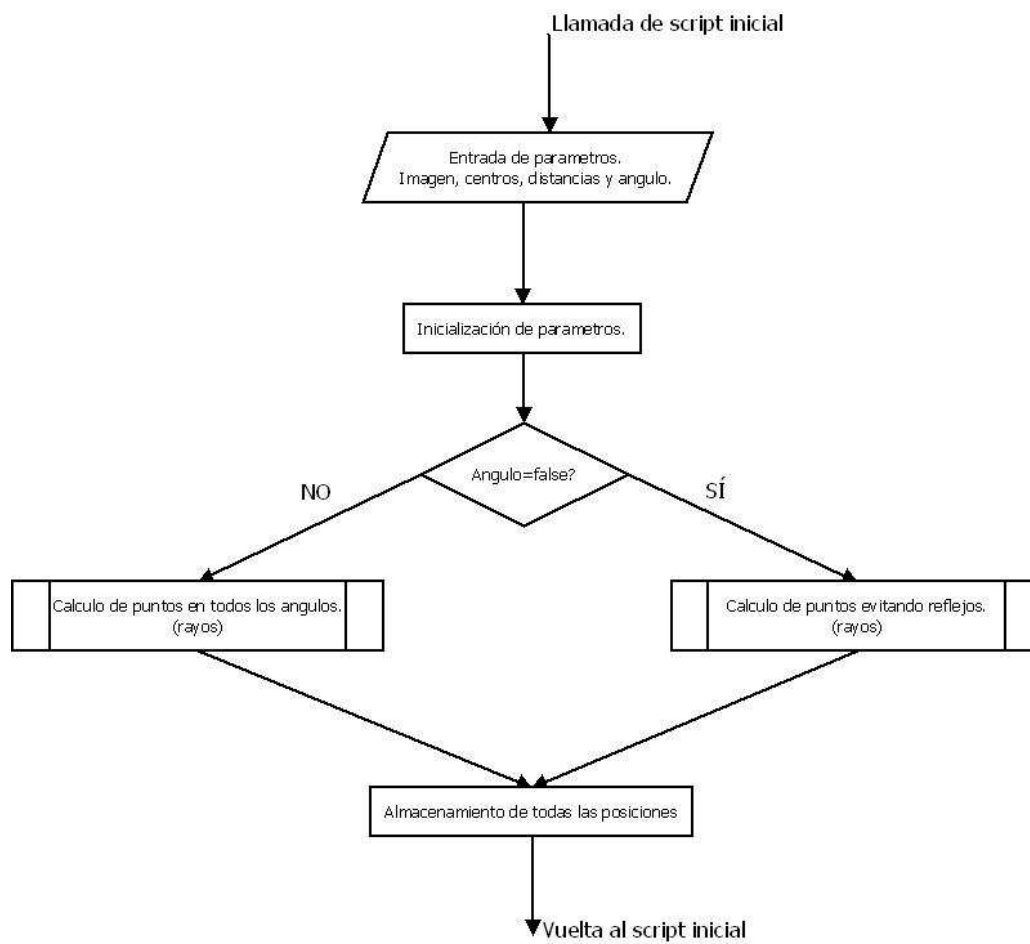 Llamada de script inicial
Entrada de parametros.
Imagen, centros, distancias y angulo.
Inicialización de parametros.
Angulo=false?
NO
SÍ
Calculo de puntos en todos los angulos.
(rayos)
Calculo de puntos evitando reflejos.
(rayos)
Almacenamiento de todas las posiciones
Vuelta al script inicial